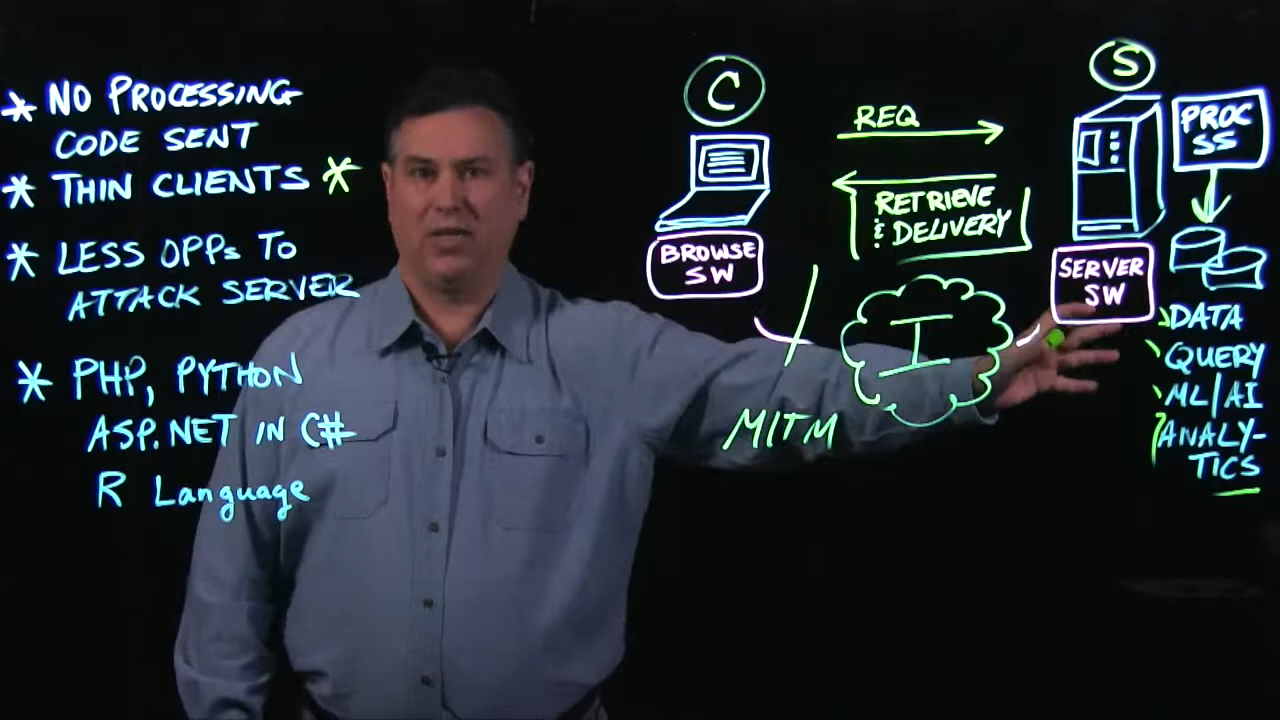 * NO PROCESSING
CODE SENT
* THIN CLIENTS *
* LESS OPPs TO
ATTACK SERVER
* PHP, PYTHON
ASP.NET IN C#
R Language
C
BROWSE
SW
REQ
RETRIEVE
& DELIVERY
I
MITM
S
PROC
SS
SERVER
SW
DATA
QUERY
ML/AI
ANALY-
TICS